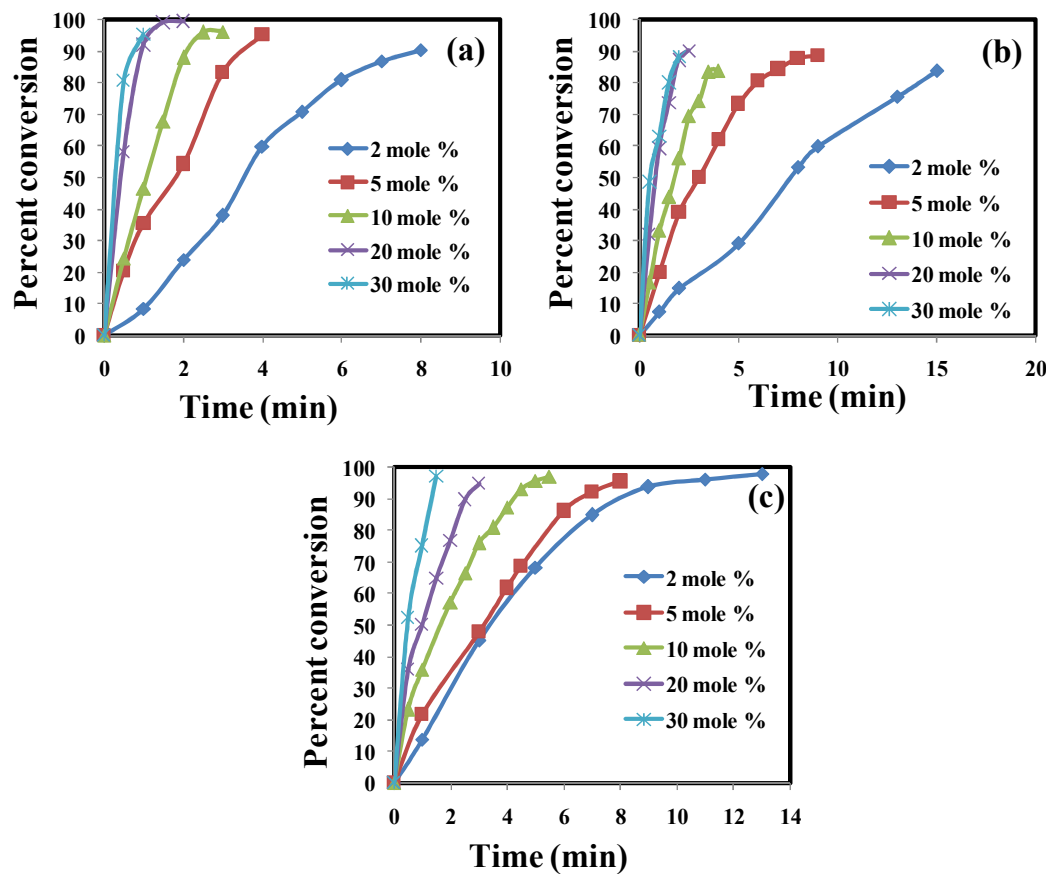 (a)
Percent conversion
100
90
80
70
60
50
40
30
20
10
0
2 mole %
5 mole %
10 mole %
20 mole %
30 mole %
0 2 4 6 8 10
Time (min)
(b)
Percent conversion
100
90
80
70
60
50
40
30
20
10
0
2 mole %
5 mole %
10 mole %
20 mole %
30 mole %
0 5 10 15 20
Time (min)
(c)
Percent conversion
100
90
80
70
60
50
40
30
20
10
0
2 mole %
5 mole %
10 mole %
20 mole %
30 mole %
0 2 4 6 8 10 12 14
Time (min)